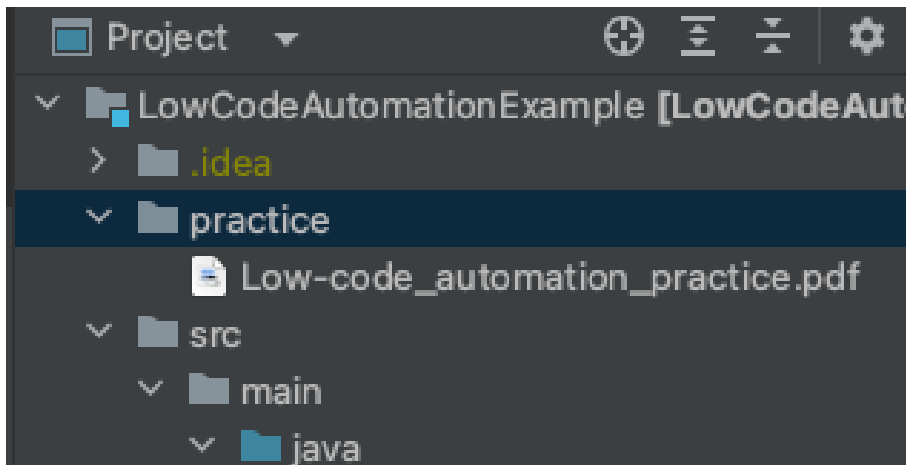 Project
LowCodeAutomationExample [LowCodeAut
.idea
practice
Low-code_automation_practice.pdf
src
main
java